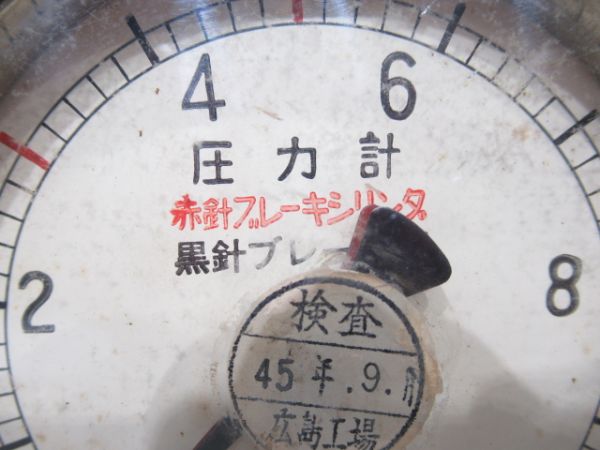 4 6
圧力計
赤針ブレーキシリンダ
黒針ブレー
2 8
検査
45年.9.月
広島工場